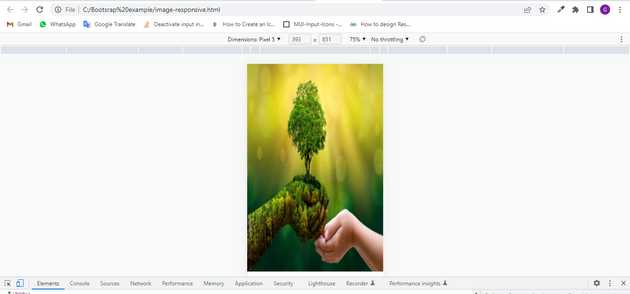 File | C:/Bootscrap%20example/image-responsive.html
Gmail WhatsApp Google Translate Deactivate input in... How to Create an Ic... MUI-Input-Icons -... How to design Res...
Dimensions: Pixel 5 ▼ 393 x 851 75% ▼ No throttling ▼
G
Elements Console Sources Network Performance Memory Application Security Lighthouse Recorder Performance insights